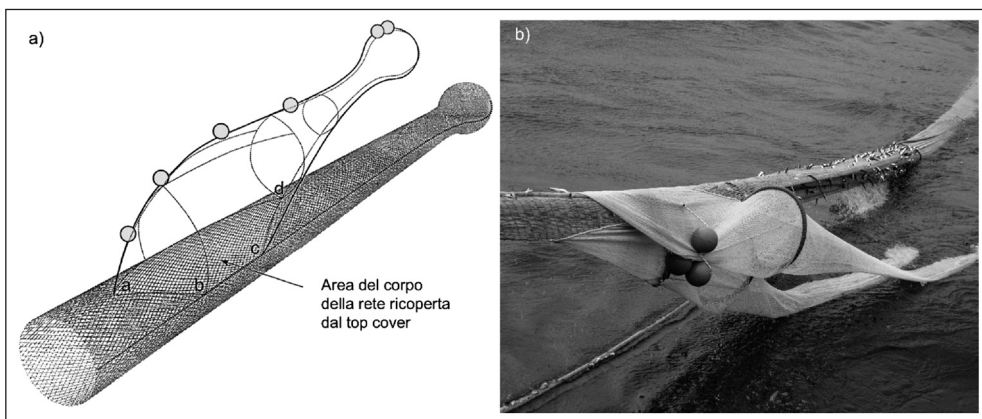 a)
d
c
a
b
Area del corpo
della rete ricoperta
dal top cover
b)